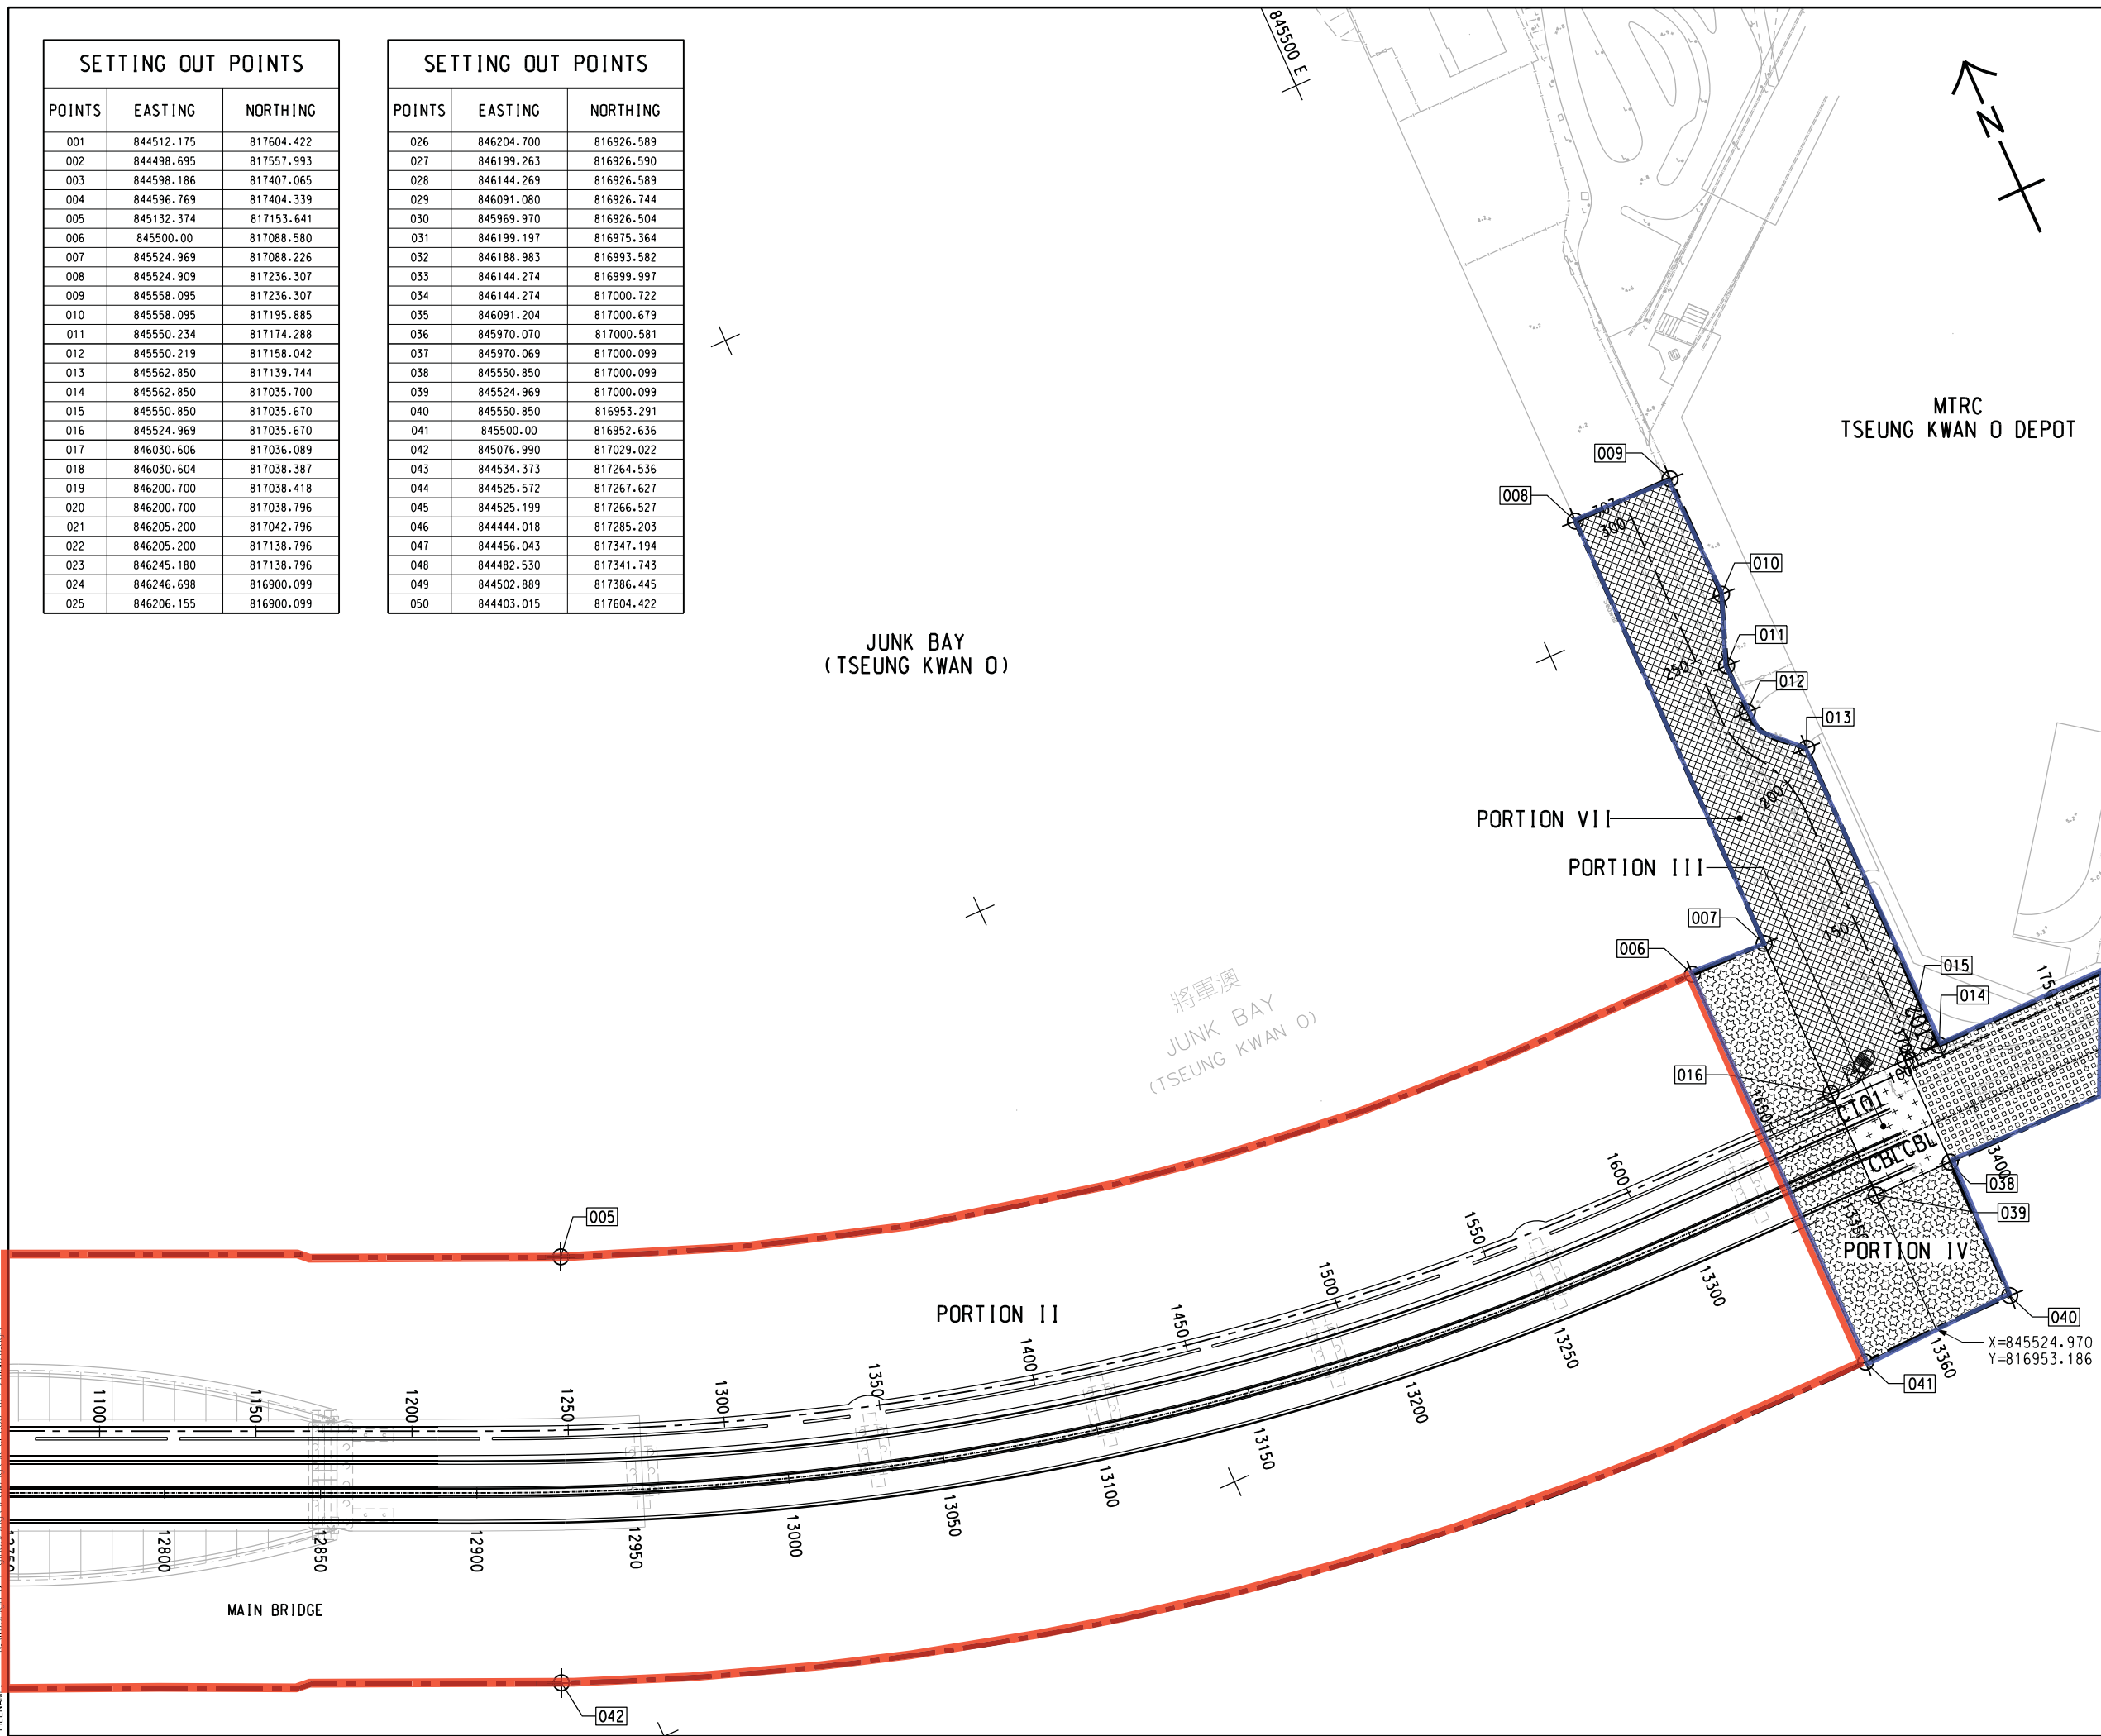 SETTING OUT POINTS
POINTS EASTING NORTHING
001 844512.175 817604.422
002 844498.695 817557.993
003 844598.186 817407.065
004 844596.769 817404.339
005 845132.374 817153.641
006 845500.00 817088.580
007 845524.969 817088.226
008 845524.909 817236.307
009 845558.095 817236.307
010 845558.095 817195.885
011 845550.234 817174.288
012 845550.219 817158.042
013 845562.850 817139.744
014 845562.850 817035.700
015 845550.850 817035.670
016 845524.969 817035.670
017 846030.606 817036.089
018 846030.604 817038.387
019 846200.700 817038.418
020 846200.700 817038.796
021 846205.200 817042.796
022 846205.200 817138.796
023 846245.180 817138.796
024 846246.698 816900.099
025 846206.155 816900.099
SETTING OUT POINTS
POINTS EASTING NORTHING
026 846204.700 816926.589
027 846199.263 816926.590
028 846144.269 816926.589
029 846091.080 816926.744
030 845969.970 816926.504
031 846199.197 816975.364
032 846188.983 816993.582
033 846144.274 816999.997
034 846144.274 817000.722
035 846091.204 817000.679
036 845970.070 817000.581
037 845970.069 817000.099
038 845550.850 817000.099
039 845524.969 817000.099
040 845550.850 816953.291
041 845500.00 816952.636
042 845076.990 817029.022
043 844534.373 817264.536
044 844525.572 817267.627
045 844525.199 817266.527
046 844444.018 817285.203
047 844456.043 817347.194
048 844482.530 817341.743
049 844502.889 817386.445
050 844403.015 817604.422
845500 E
N
MTRC
TSEUNG KWAN O DEPOT
009
008
307
300
010
JUNK BAY
(TSEUNG KWAN O)
011
250
012
013
200
PORTION VII
PORTION III
150
007
006
015
175
014
將軍澳
JUNK BAY
(TSEUNG KWAN O)
016
100
1650
CT01
CBLCBL
3400
038
039
1600
005
1550
13350
PORTION IV
1500
13300
PORTION II
1450
040
X=845524.970
Y=816953.186
1400
13250
13360
041
1350
13200
1300
1250
1200
1150
1100
13150
13100
13050
13000
12950
12900
12850
12800
MAIN BRIDGE
042